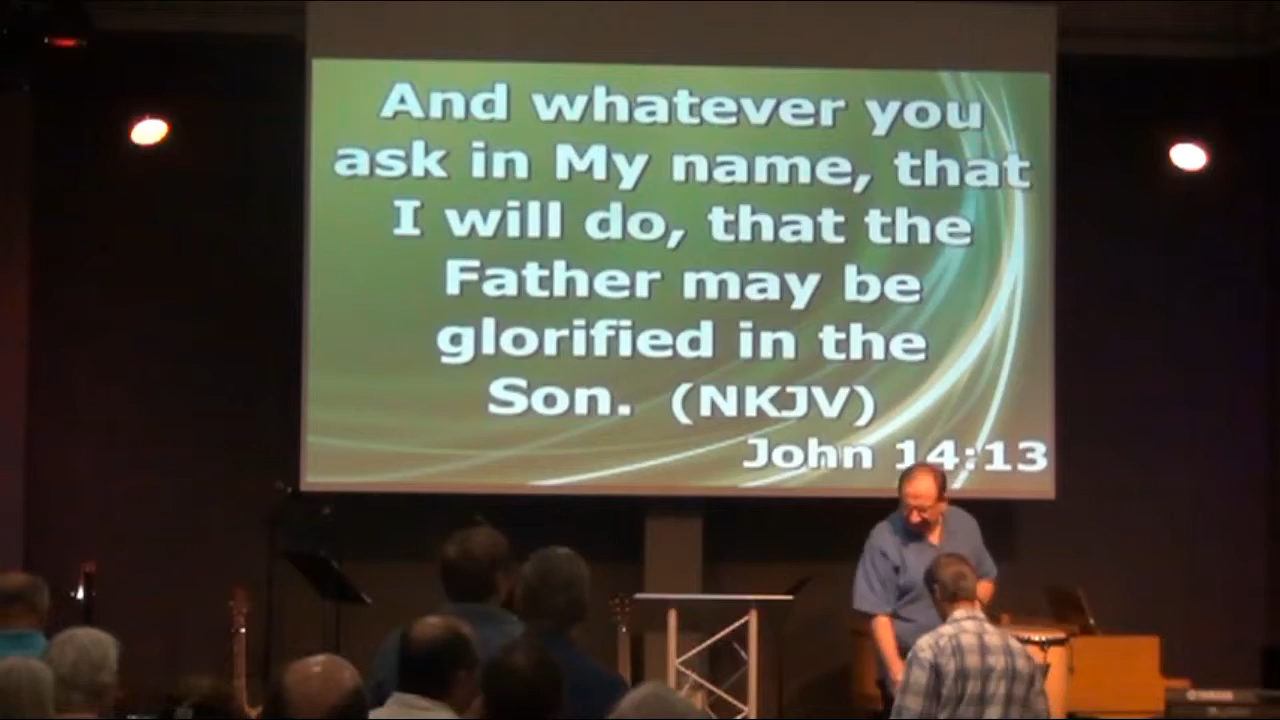 And whatever you
ask in My name, that
I will do, that the
Father may be
glorified in the
Son. (NKJV)
John 14:13
YAMAHA